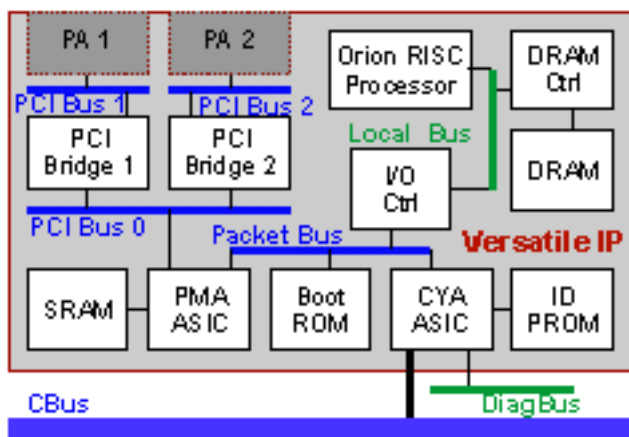 PA 1
PA 2
Orion RISC
Processor
DRAM
Ctrl
PCI Bus 1
PCI Bus 2
PCI
Bridge 1
PCI
Bridge 2
Local Bus
I/O
Ctrl
DRAM
PCI Bus 0
Packet Bus
Versatile IP
SRAM
PMA
ASIC
Boot
ROM
CYA
ASIC
ID
PROM
CBus
DiagBus